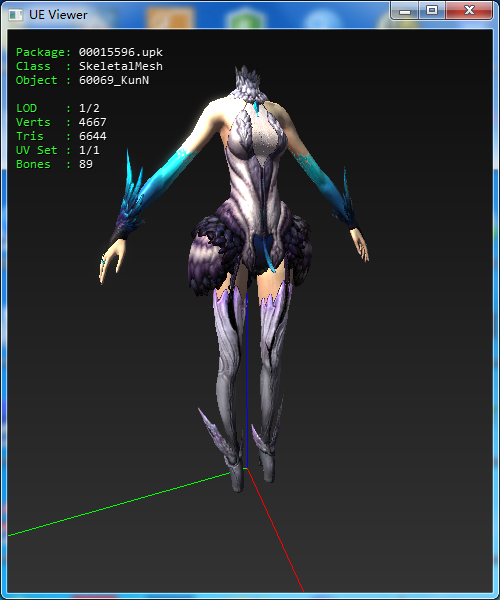 UE Viewer
Package: 00015596.upk
Class : SkeletalMesh
Object : 60069_KunN
LOD : 1/2
Verts : 4667
Tris : 6644
UV Set : 1/1
Bones : 89